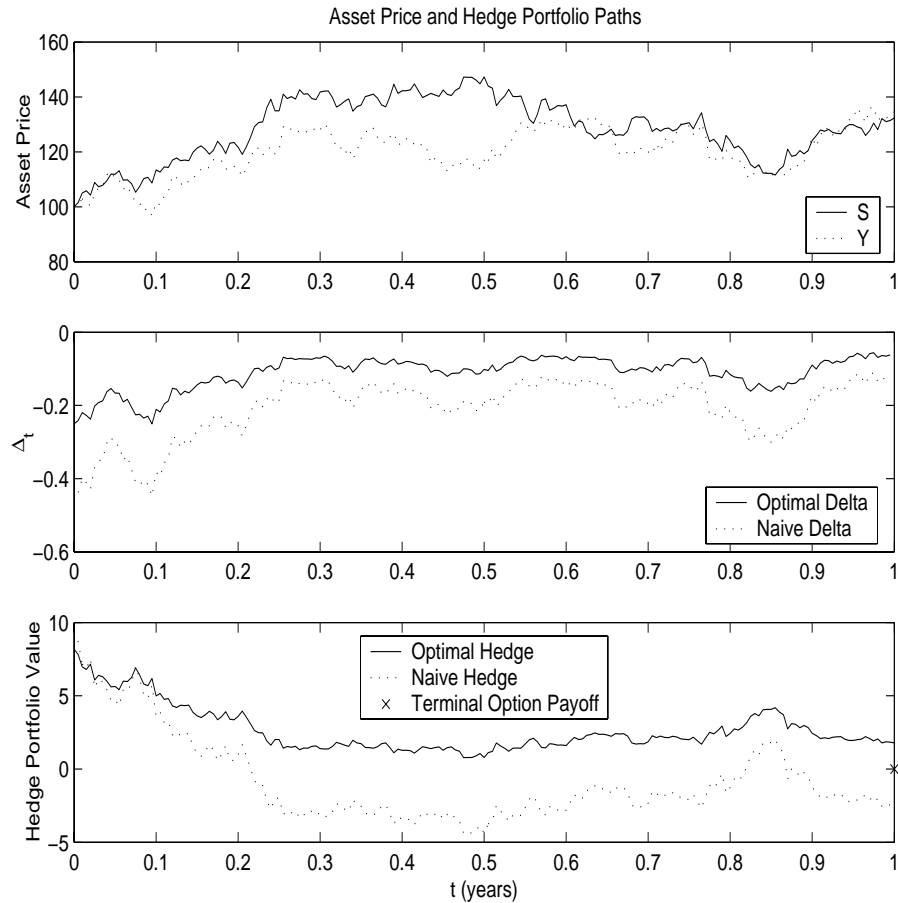 Asset Price and Hedge Portfolio Paths
160
140
120
100
80
Asset Price
S
Y
0 0.1 0.2 0.3 0.4 0.5 0.6 0.7 0.8 0.9 1
0
−0.2
−0.4
−0.6
Δt
Optimal Delta
Naive Delta
0 0.1 0.2 0.3 0.4 0.5 0.6 0.7 0.8 0.9 1
10
5
0
−5
Hedge Portfolio Value
Optimal Hedge
Naive Hedge
Terminal Option Payoff
0 0.1 0.2 0.3 0.4 0.5 0.6 0.7 0.8 0.9 1
t (years)